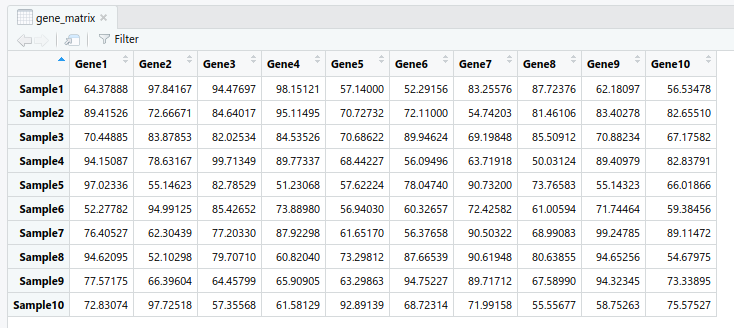 gene_matrix
Filter
Gene1 Gene2 Gene3 Gene4 Gene5 Gene6 Gene7 Gene8 Gene9 Gene10
Sample1 64.37888 97.84167 94.47697 98.15121 57.14000 52.29156 83.25576 87.72376 62.18097 56.53478
Sample2 89.41526 72.66671 84.64017 95.11495 70.72732 72.11000 54.74203 81.46106 83.40278 82.65510
Sample3 70.44885 83.87853 82.02534 84.53526 70.68622 89.94624 69.19848 85.50912 70.88234 67.17582
Sample4 94.15087 78.63167 99.71349 89.77337 68.44227 56.09496 63.71918 50.03124 89.40979 82.83791
Sample5 97.02336 55.14623 82.78529 51.23068 57.62224 78.04740 90.73200 73.76583 55.14323 66.01866
Sample6 52.27782 94.99125 85.42652 73.88980 56.94030 60.32657 72.42582 61.00594 71.74464 59.38456
Sample7 76.40527 62.30439 77.20330 87.92298 61.65170 56.37658 90.50322 68.99083 99.24785 89.11472
Sample8 94.62095 52.10298 79.70710 60.82040 73.29812 87.66539 90.61948 80.63855 94.65256 54.67975
Sample9 77.57175 66.39604 64.45799 65.90905 63.29863 94.75227 89.71712 67.58990 94.32345 73.33895
Sample10 72.83074 97.72518 57.35568 61.58129 92.89139 68.72314 71.99158 55.55677 58.75263 75.57527